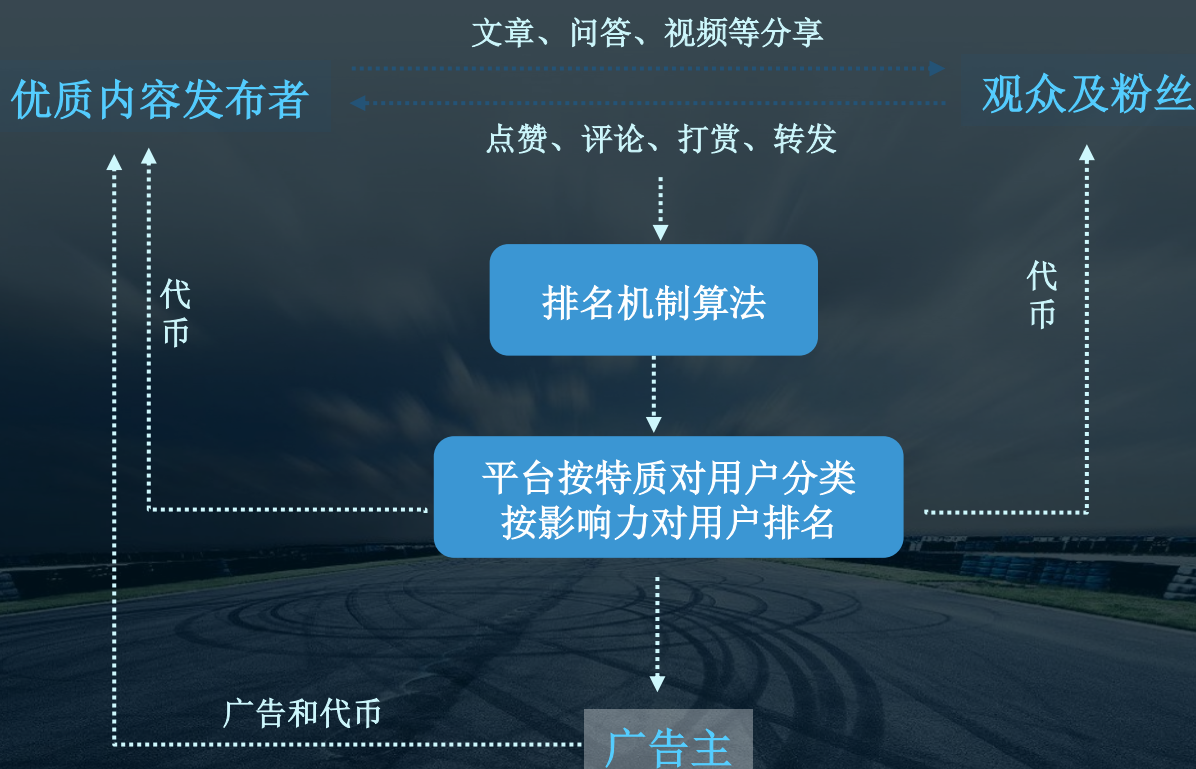 文章、问答、视频等分享
优质内容发布者
观众及粉丝
点赞、评论、打赏、转发
代币
代币
排名机制算法
平台按特质对用户分类
按影响力对用户排名
广告和代币
广告主